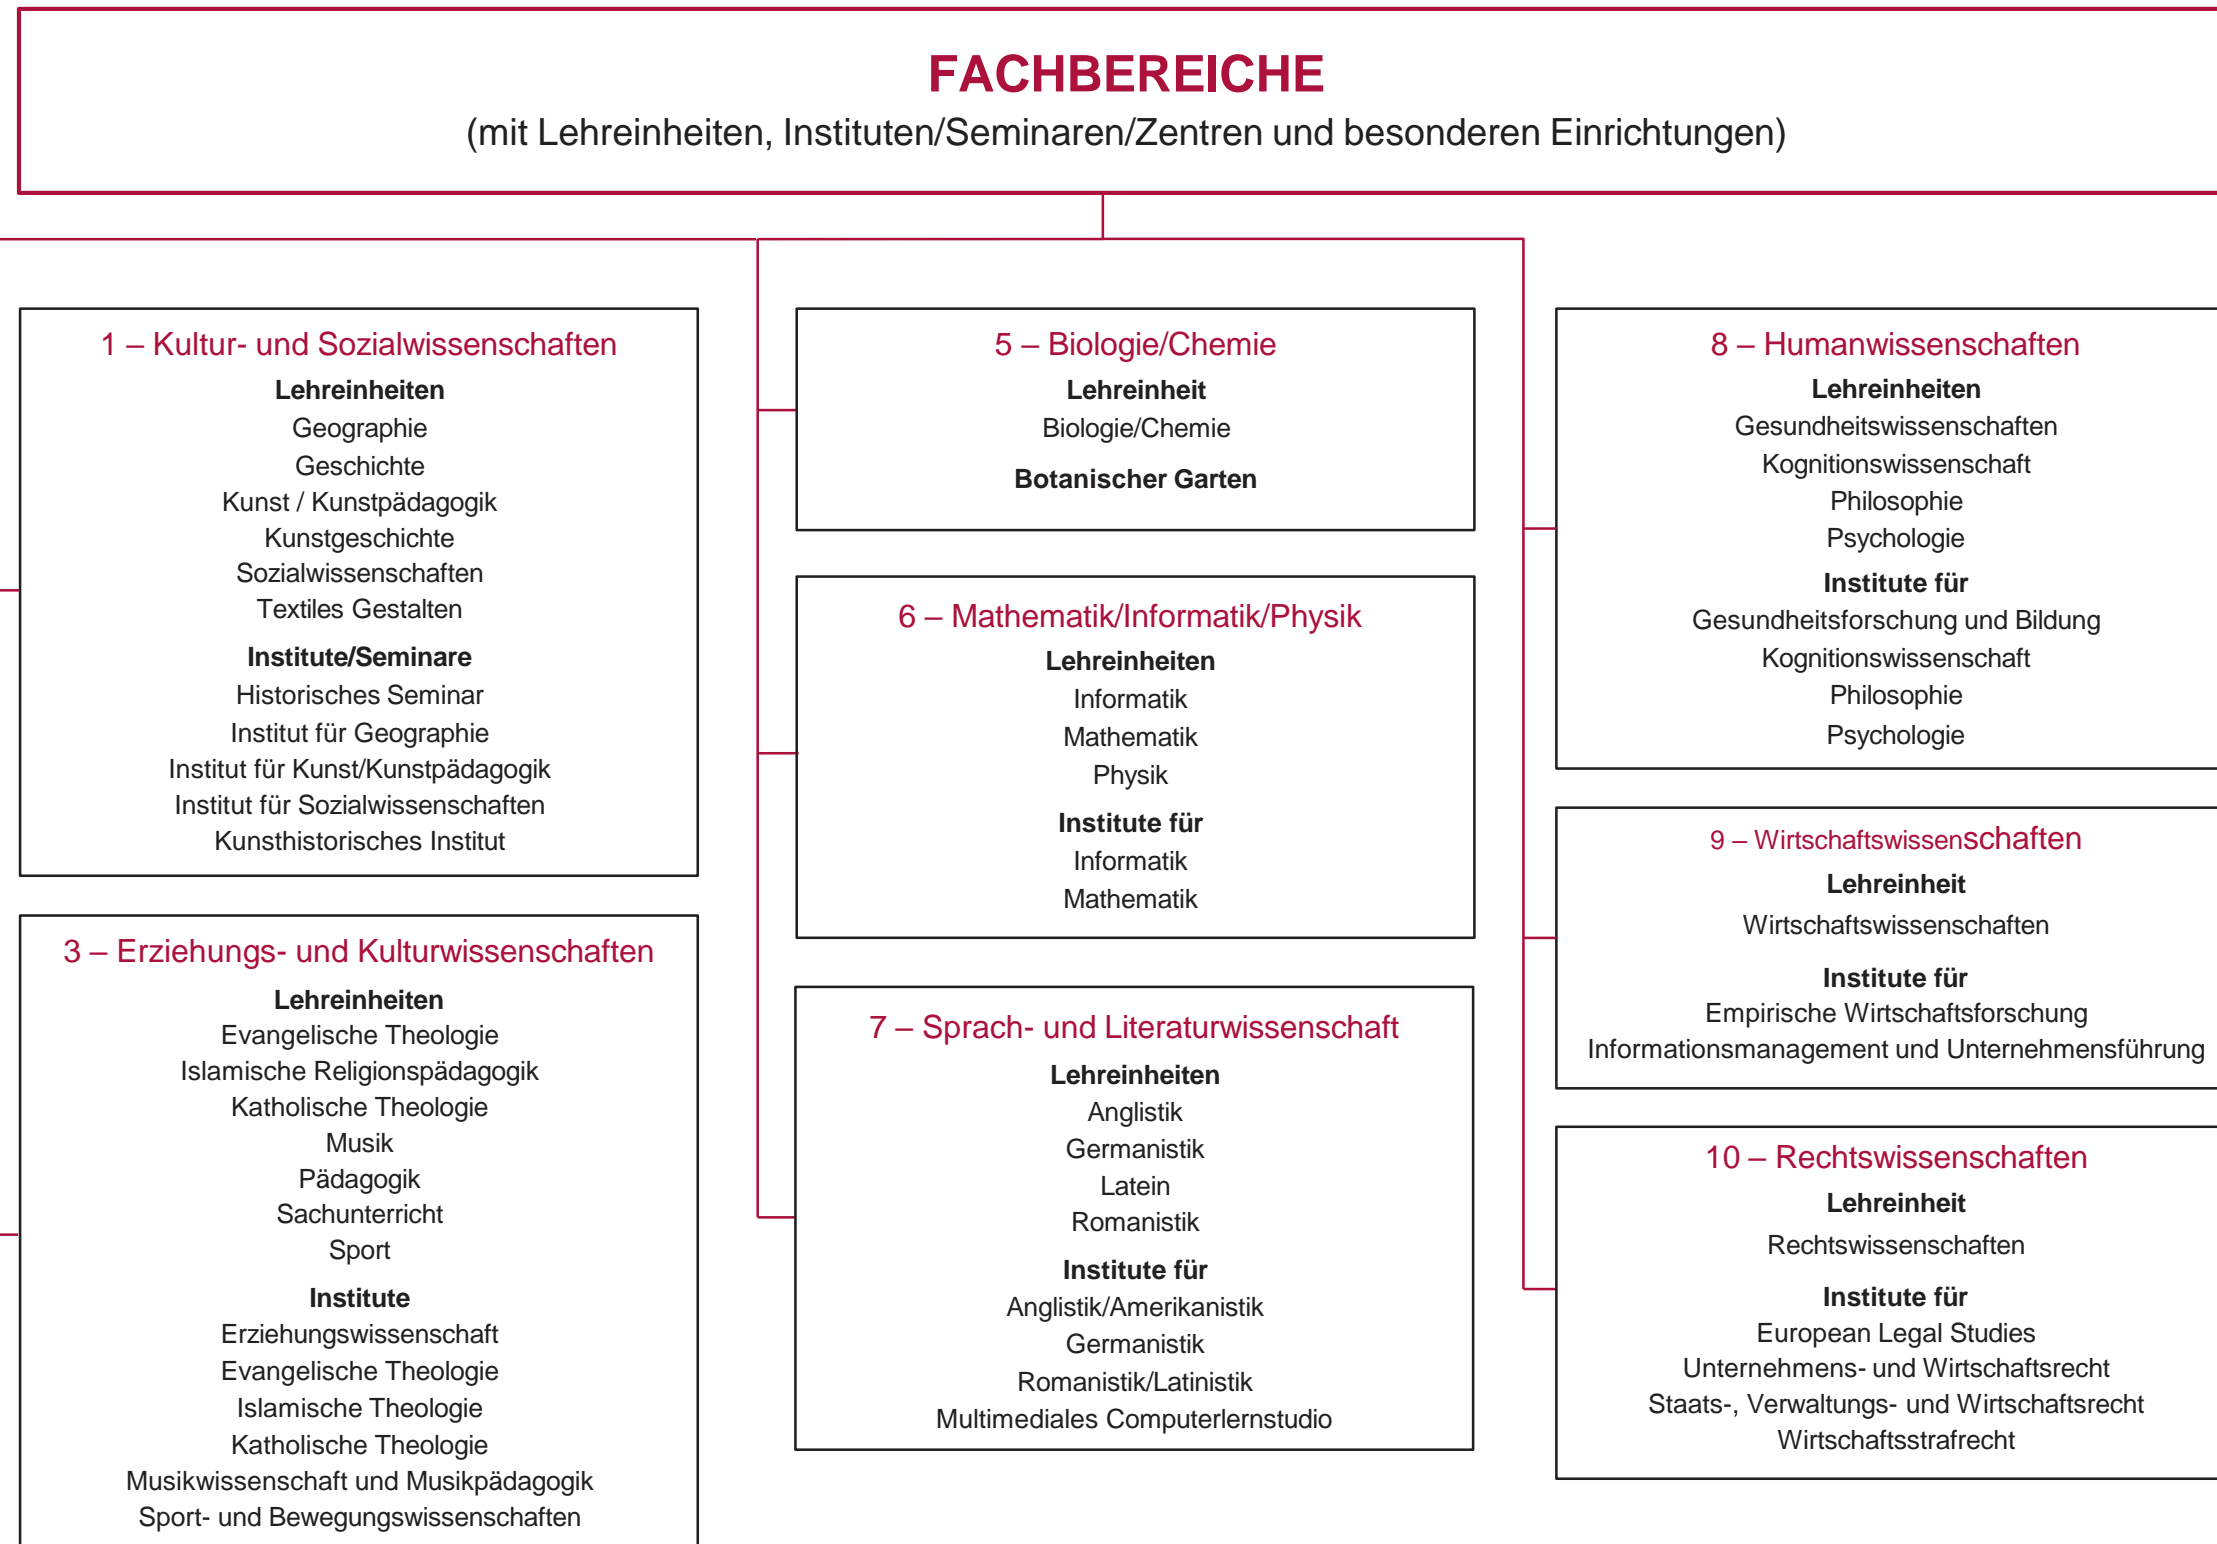 FACHBEREICHE
(mit Lehreinheiten, Instituten/Seminaren/Zentren und besonderen Einrichtungen)
1 – Kultur- und Sozialwissenschaften
Lehreinheiten
Geographie
Geschichte
Kunst / Kunstpädagogik
Kunstgeschichte
Sozialwissenschaften
Textiles Gestalten
Institute/Seminare
Historisches Seminar
Institut für Geographie
Institut für Kunst/Kunstpädagogik
Institut für Sozialwissenschaften
Kunsthistorisches Institut
3 – Erziehungs- und Kulturwissenschaften
Lehreinheiten
Evangelische Theologie
Islamische Religionspädagogik
Katholische Theologie
Musik
Pädagogik
Sachunterricht
Sport
Institute
Erziehungswissenschaft
Evangelische Theologie
Islamische Theologie
Katholische Theologie
Musikwissenschaft und Musikpädagogik
Sport- und Bewegungswissenschaften
5 – Biologie/Chemie
Lehreinheit
Biologie/Chemie
Botanischer Garten
6 – Mathematik/Informatik/Physik
Lehreinheiten
Informatik
Mathematik
Physik
Institute für
Informatik
Mathematik
7 – Sprach- und Literaturwissenschaft
Lehreinheiten
Anglistik
Germanistik
Latein
Romanistik
Institute für
Anglistik/Amerikanistik
Germanistik
Romanistik/Latinistik
Multimediales Computerlernstudio
8 – Humanwissenschaften
Lehreinheiten
Gesundheitswissenschaften
Kognitionswissenschaft
Philosophie
Psychologie
Institute für
Gesundheitsforschung und Bildung
Kognitionswissenschaft
Philosophie
Psychologie
9 – Wirtschaftswissenschaften
Lehreinheit
Wirtschaftswissenschaften
Institute für
Empirische Wirtschaftsforschung
Informationsmanagement und Unternehmensführung
10 – Rechtswissenschaften
Lehreinheit
Rechtswissenschaften
Institute für
European Legal Studies
Unternehmens- und Wirtschaftsrecht
Staats-, Verwaltungs- und Wirtschaftsrecht
Wirtschaftsstrafrecht